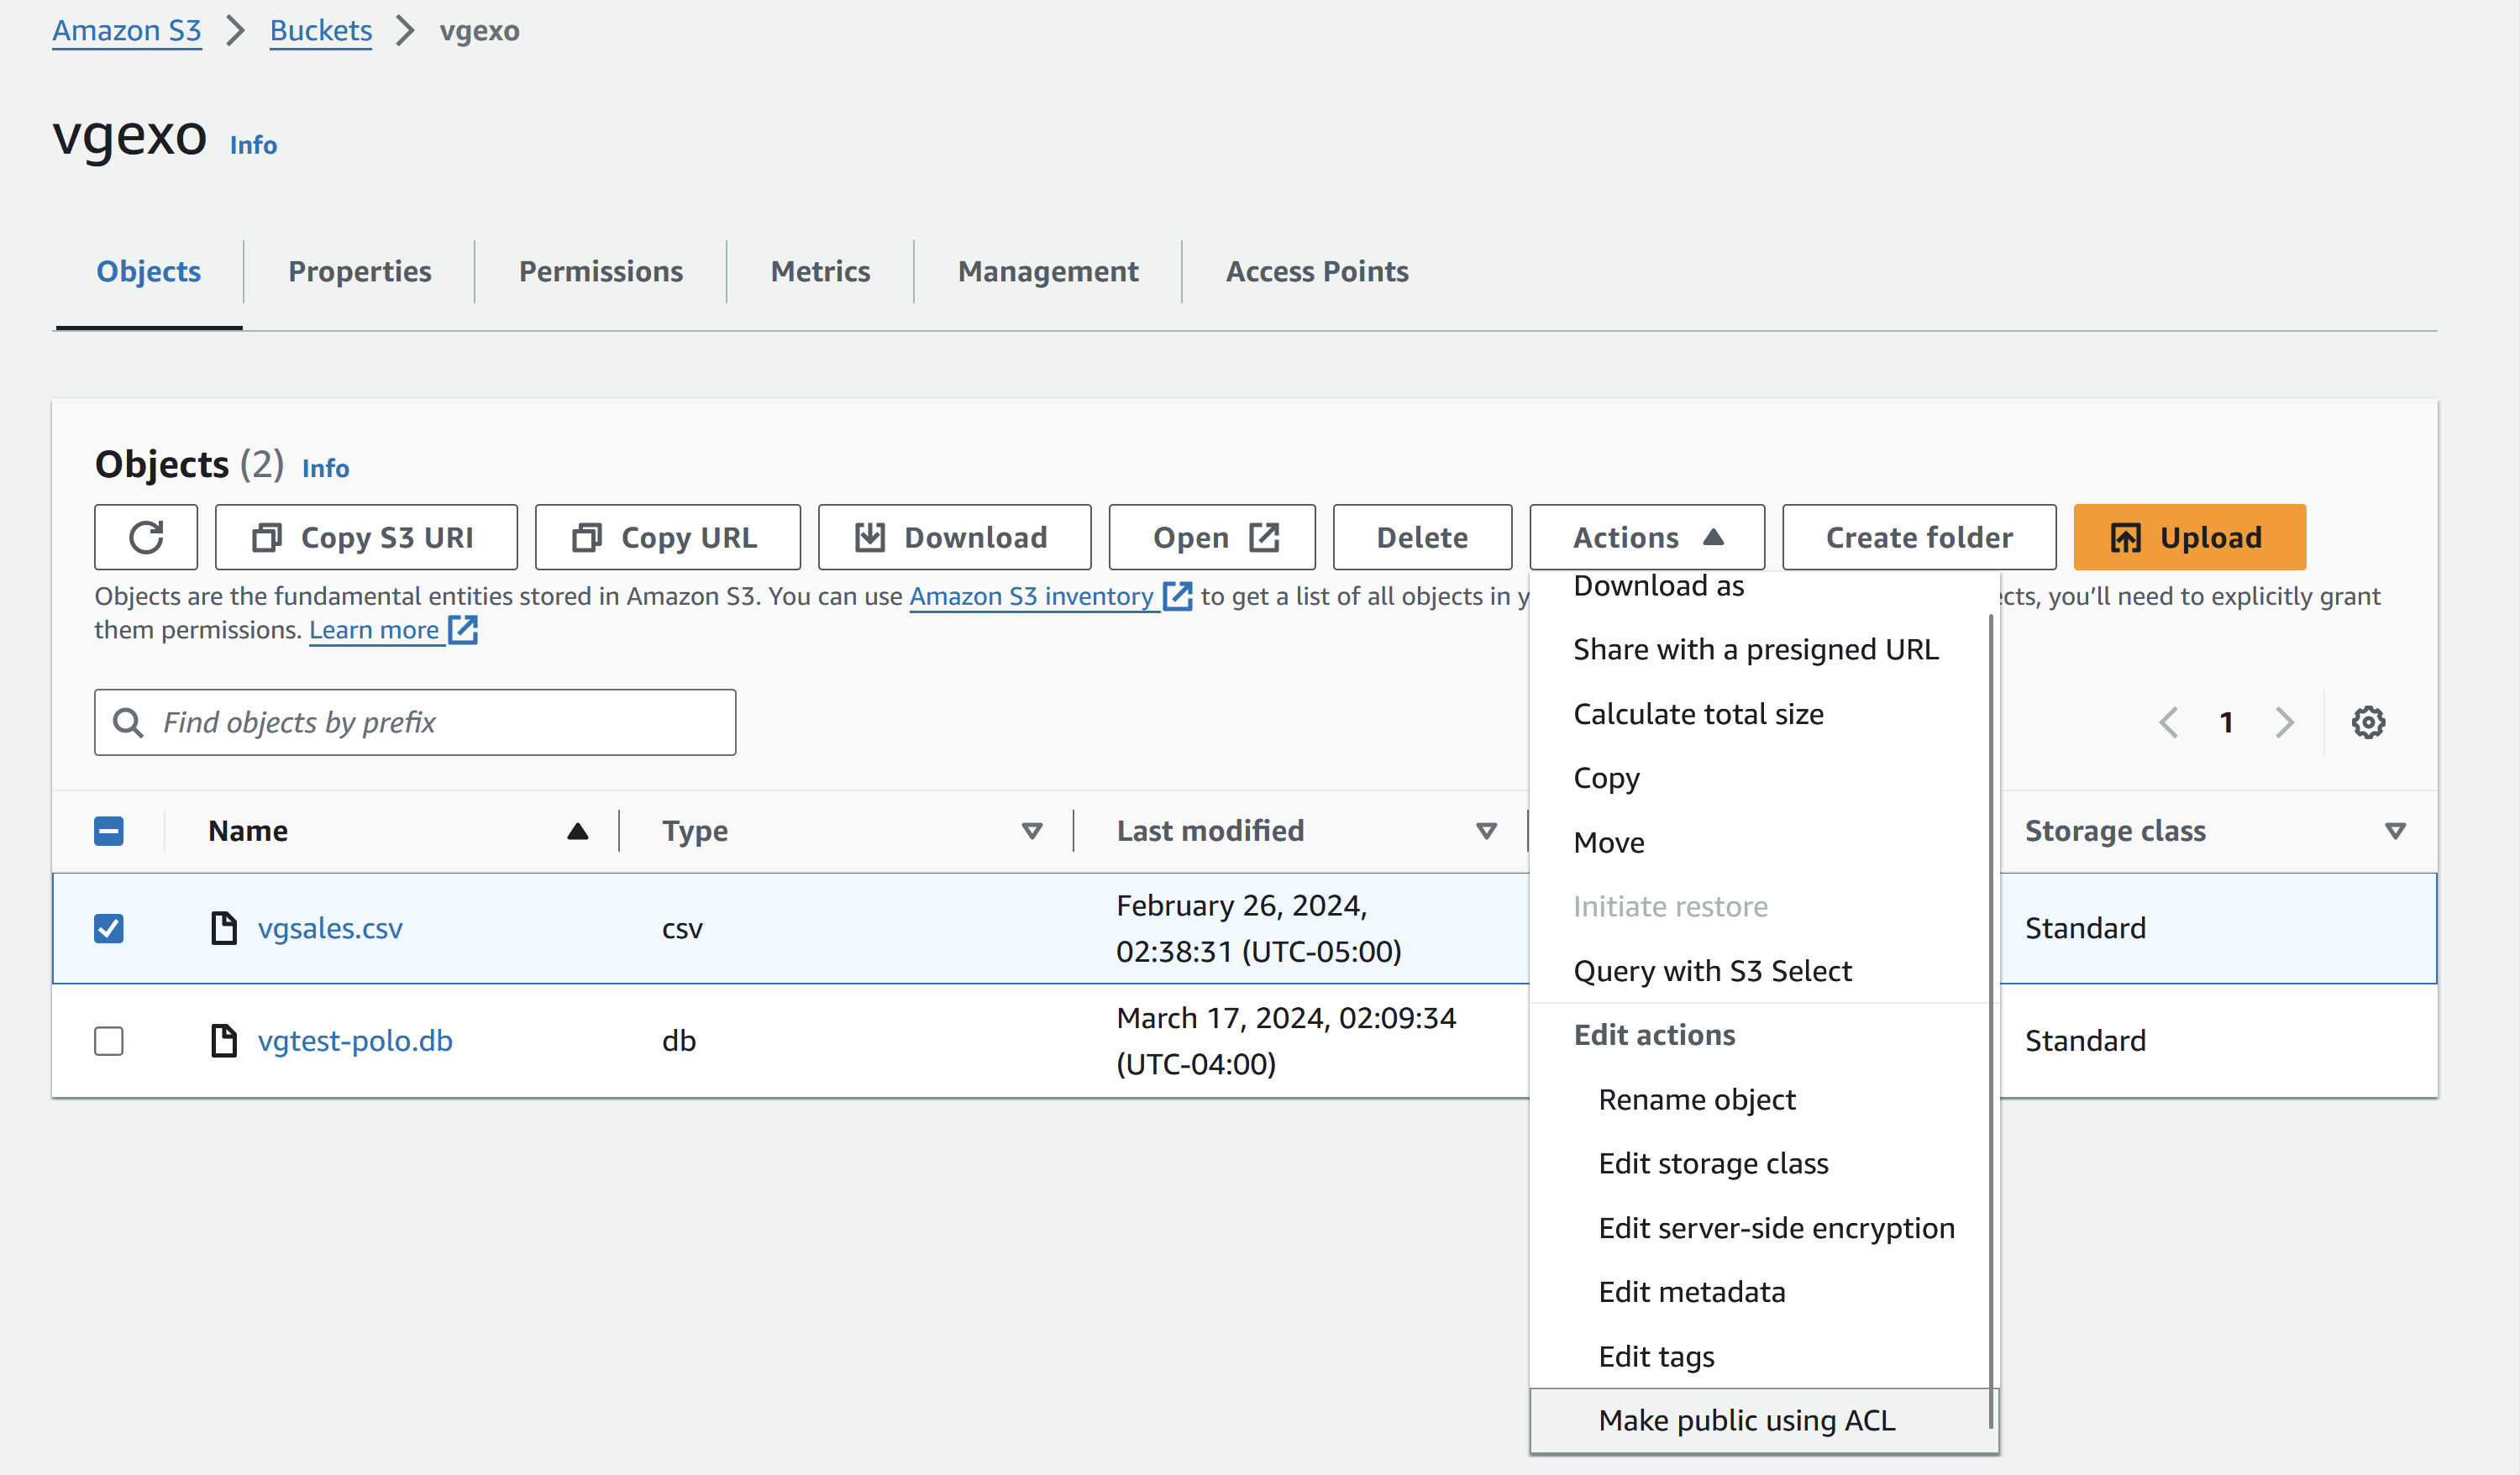 Amazon S3 > Buckets > vgexo
vgexo Info
Objects Properties Permissions Metrics Management Access Points
Objects (2) Info
Copy S3 URI Copy URL Download Open Delete Actions Create folder Upload
Objects are the fundamental entities stored in Amazon S3. You can use Amazon S3 inventory to get a list of all objects in y
ects, you’ll need to explicitly grant
them permissions. Learn more
Find objects by prefix
1
Name Type Last modified Storage class
vgsales.csv csv February 26, 2024, Standard
02:38:31 (UTC-05:00)
vgtest-polo.db db March 17, 2024, 02:09:34 Standard
(UTC-04:00)
Download as
Share with a presigned URL
Calculate total size
Copy
Move
Initiate restore
Query with S3 Select
Edit actions
Rename object
Edit storage class
Edit server-side encryption
Edit metadata
Edit tags
Make public using ACL